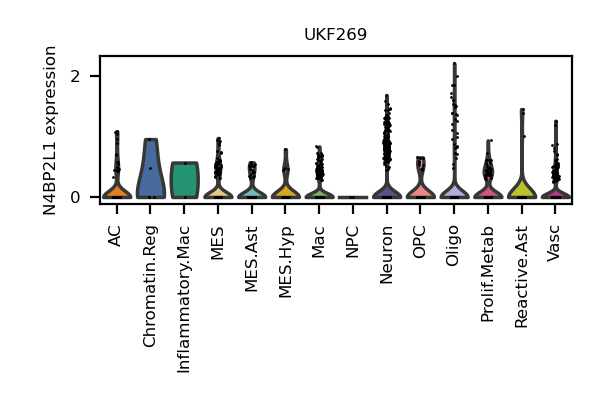 UKF269
N4BP2L1 expression
2
0
AC
Chromatin.Reg
Inflammatory.Mac
MES
MES.Ast
MES.Hyp
Mac
NPC
Neuron
OPC
Oligo
Prolif.Metab
Reactive.Ast
Vasc